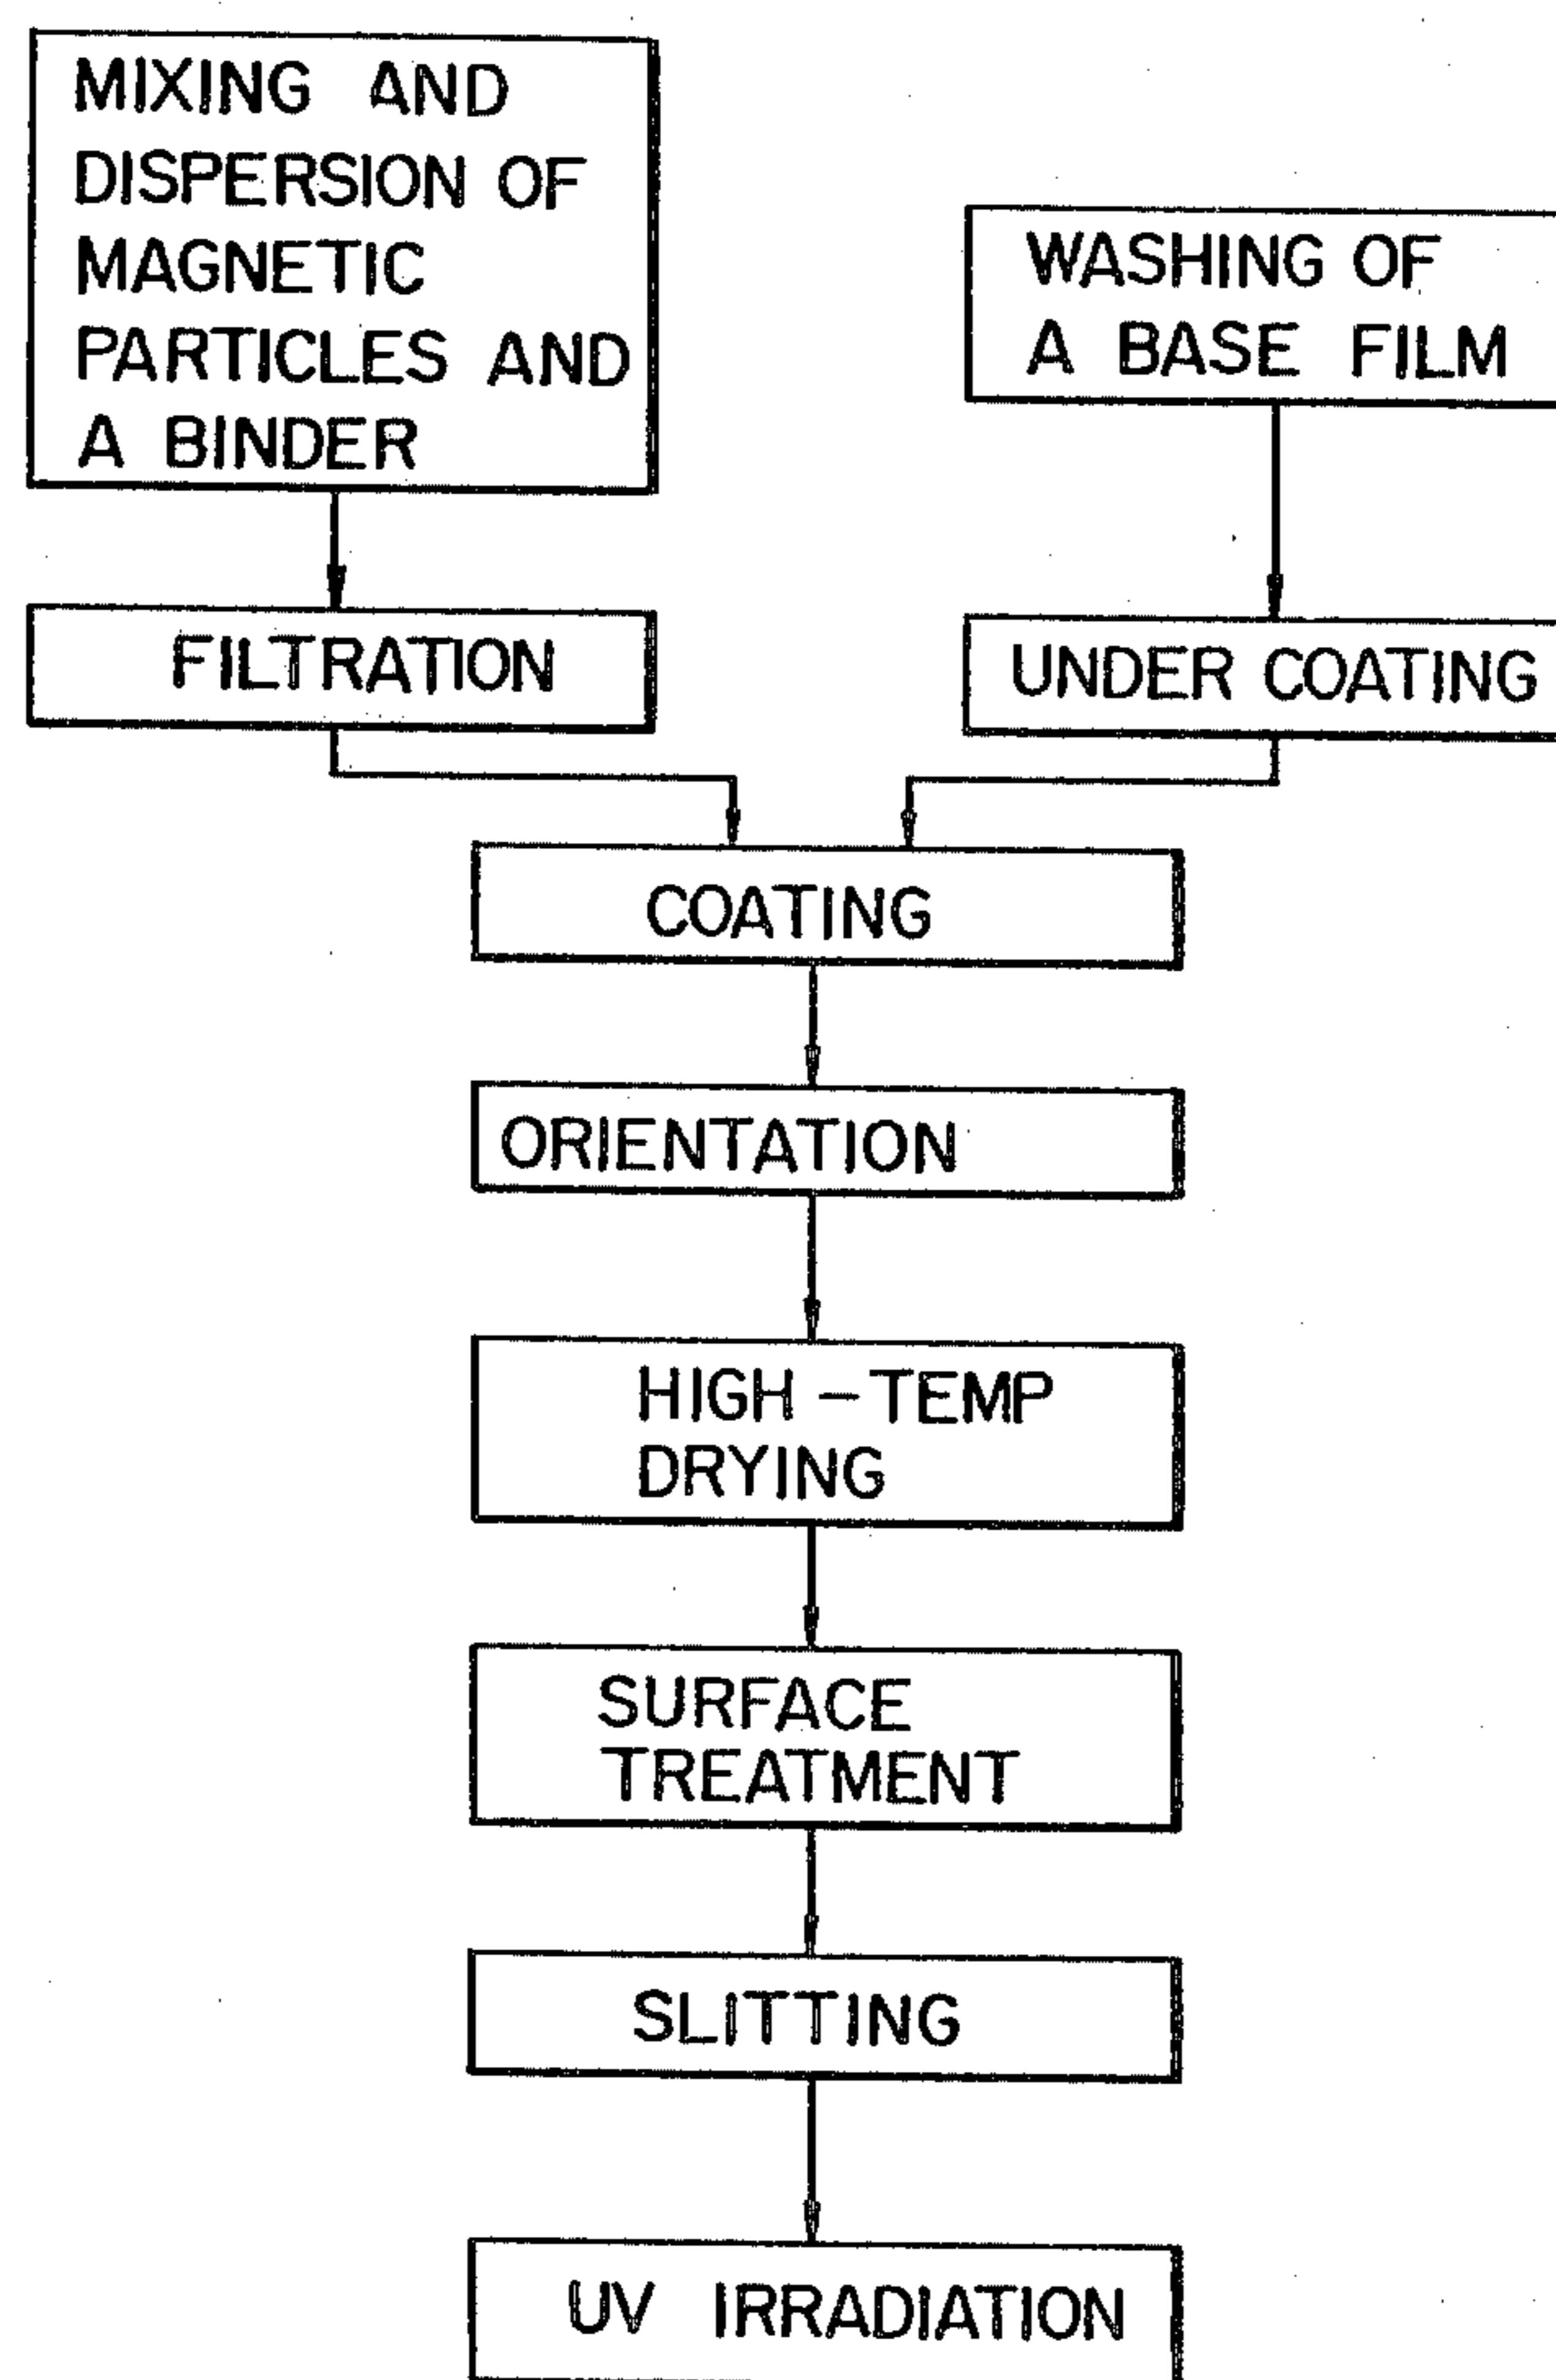 MIXING AND
DISPERSION OF
MAGNETIC
PARTICLES AND
A BINDER
WASHING OF
A BASE FILM
FILTRATION
UNDER COATING
COATING
ORIENTATION
HIGH-TEMP
DRYING
SURFACE
TREATMENT
SLITTING
UV IRRADIATION